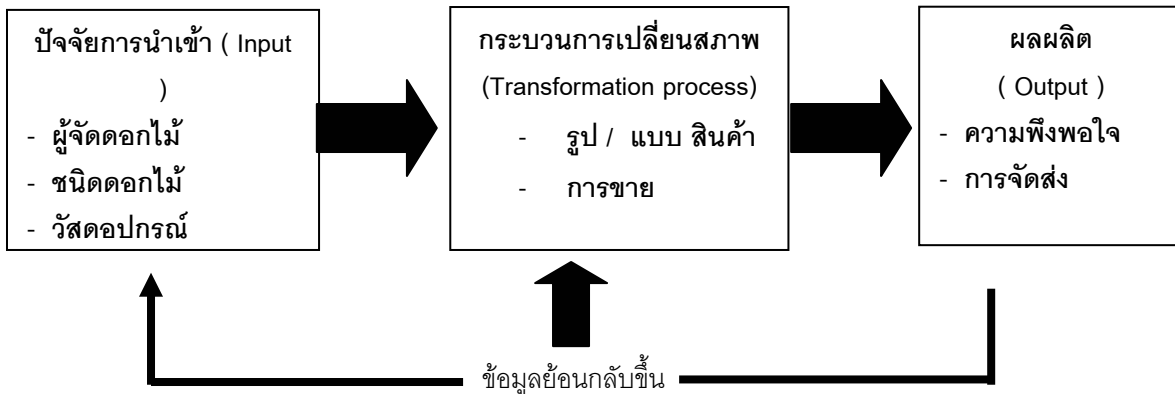 ปัจจัยการนำเข้า ( Input
)
- ผู้จัดดอกไม้
- ชนิดดอกไม้
- วัสดอปกรณ์
กระบวนการเปลี่ยนสภาพ
(Transformation process)
- รูป / แบบ สินค้า
- การขาย
ผลผลิต
( Output )
- ความพึงพอใจ
- การจัดส่ง
ข้อมูลย้อนกลับขึ้น